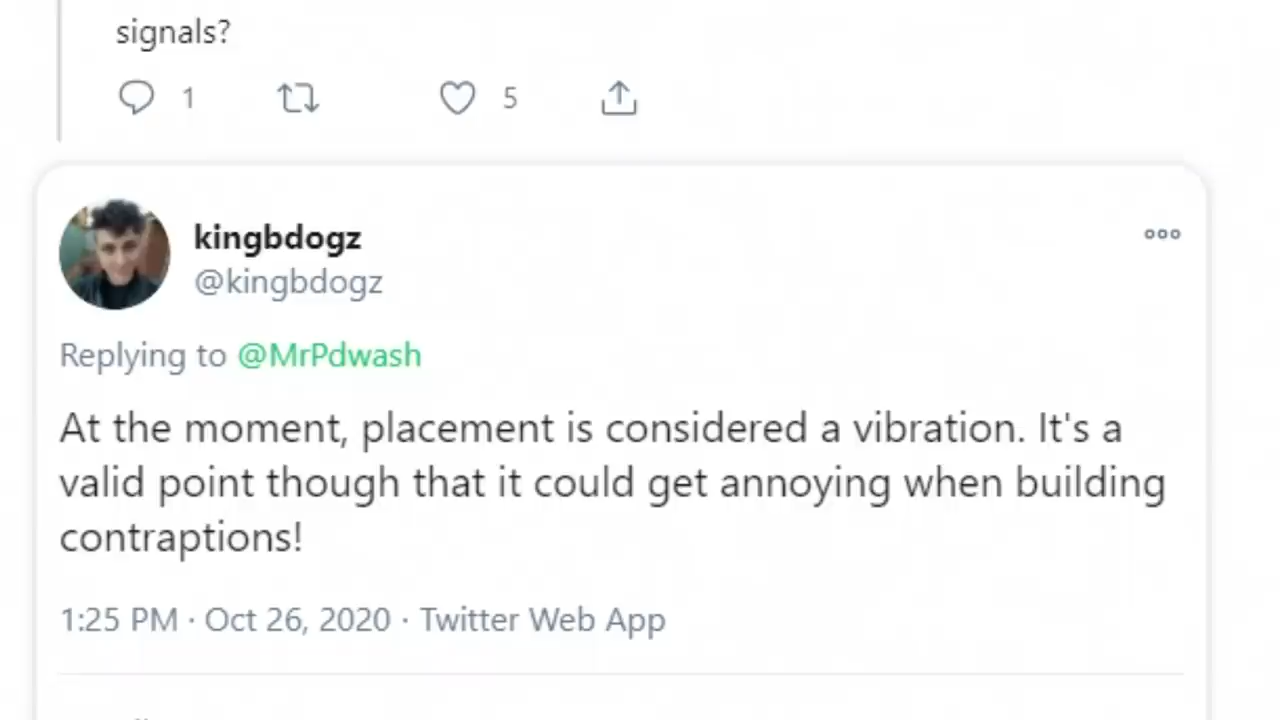 signals?
1 5
kingbdogz
@kingbdogz
Replying to @MrPdwash
At the moment, placement is considered a vibration. It's a
valid point though that it could get annoying when building
contraptions!
1:25 PM · Oct 26, 2020 · Twitter Web App